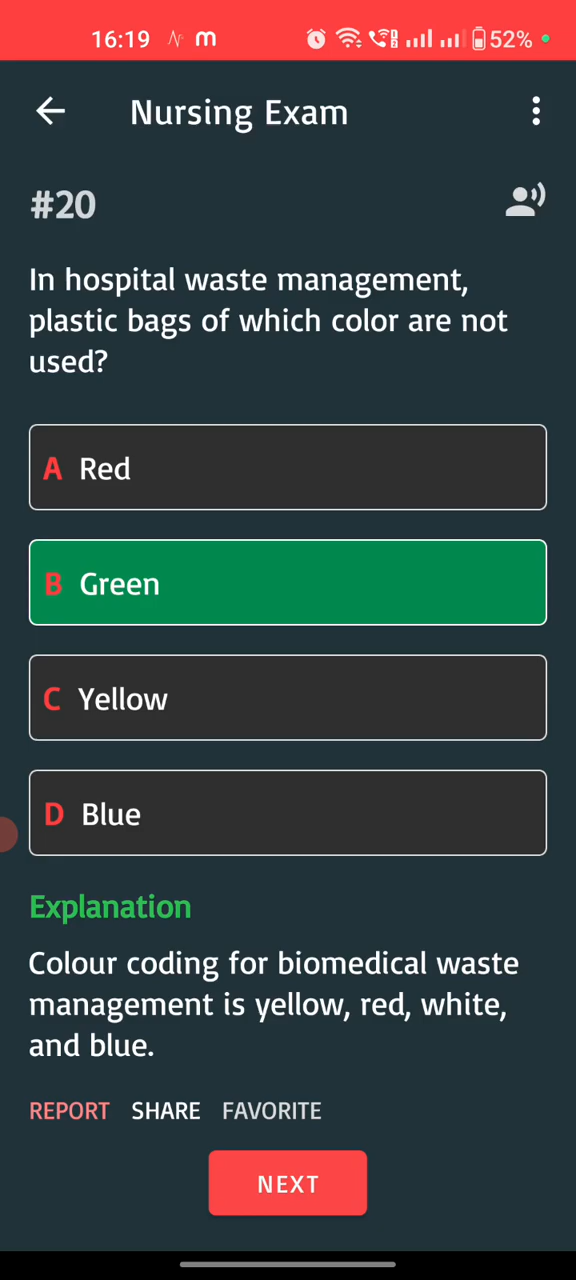 16:19 m 52%
Nursing Exam
#20
In hospital waste management,
plastic bags of which color are not
used?
A Red
B Green
C Yellow
D Blue
Explanation
Colour coding for biomedical waste
management is yellow, red, white,
and blue.
REPORT SHARE FAVORITE
NEXT